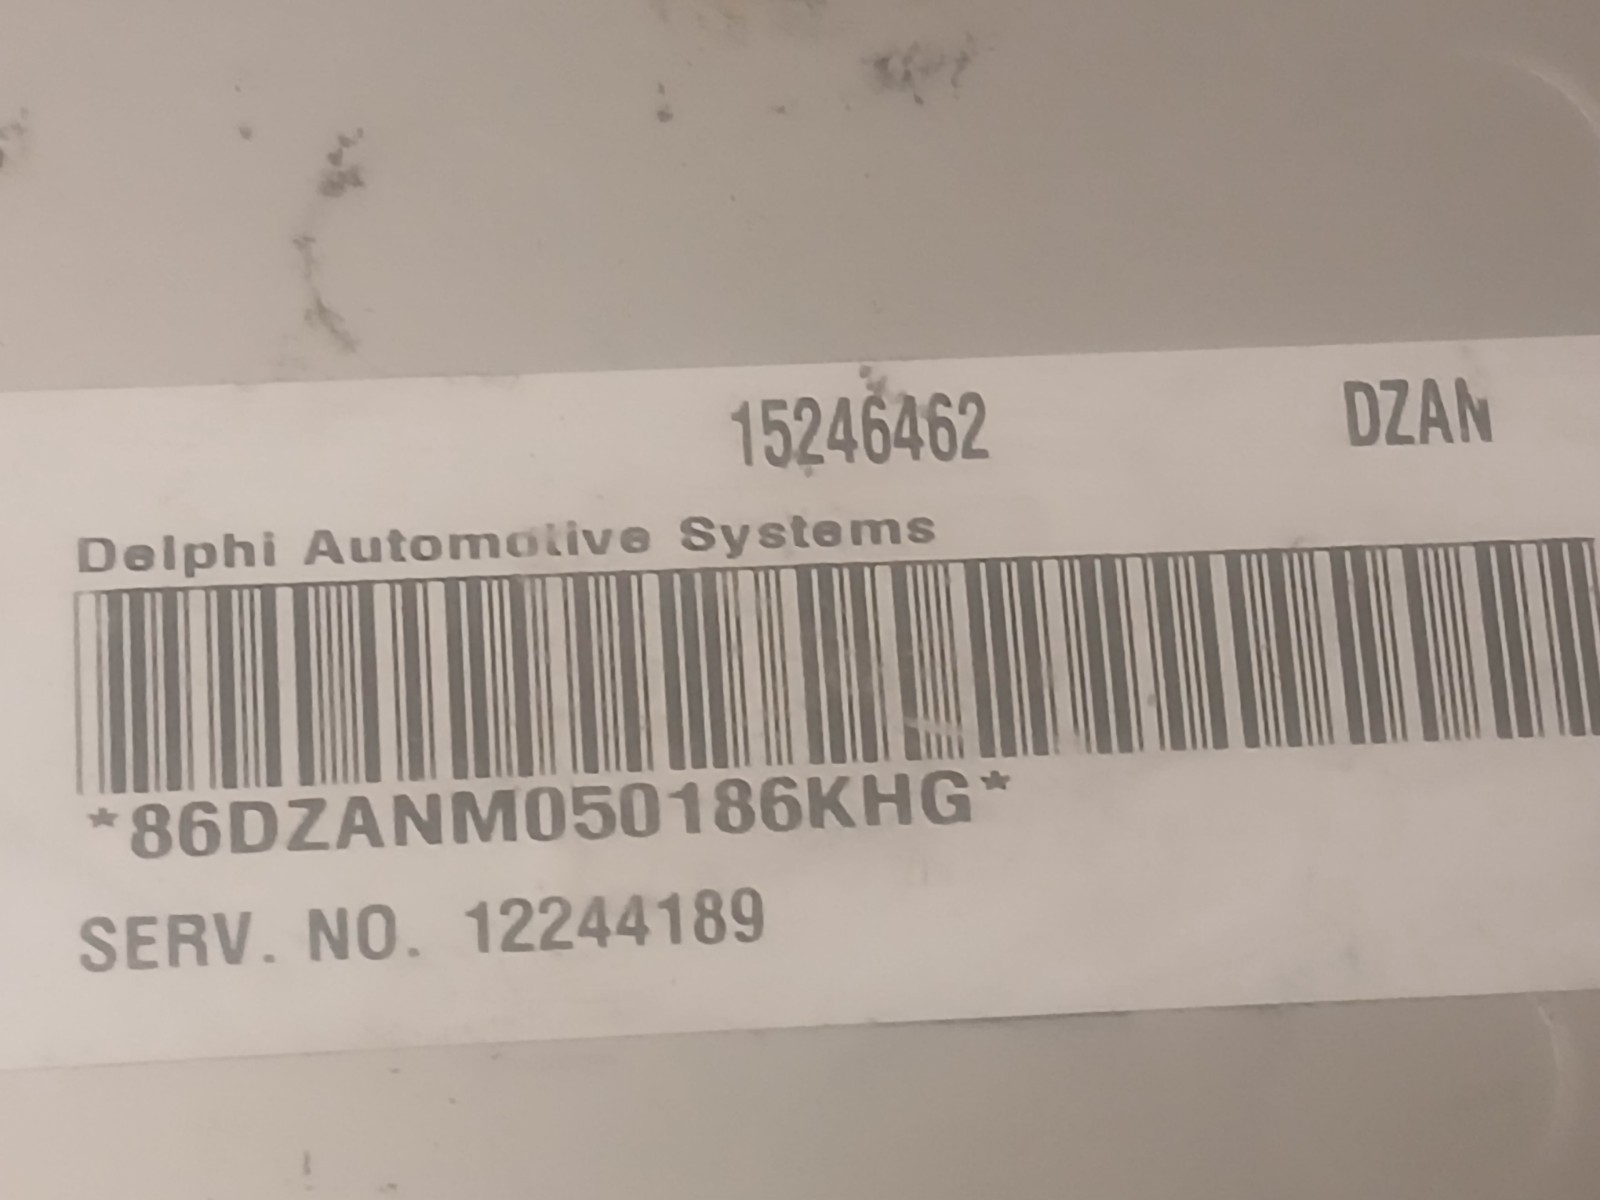 15246462 DZAN
Delphi Automotive Systems
*86DZANM050186KHG*
SERV. NO. 12244189